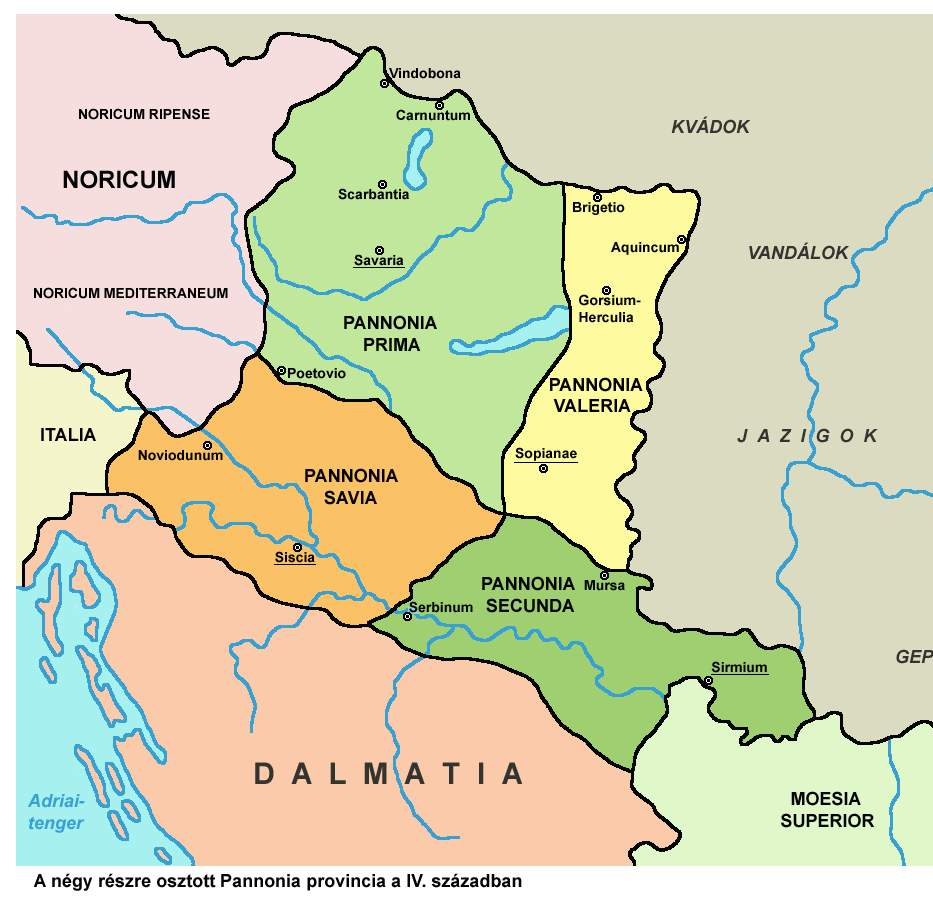 Vindobona
Carnuntum
NORICUM RIPENSE
KVÁDOK
NORICUM
Scarbantia
Brigetio
Aquincum
VANDÁLOK
Savaria
NORICUM MEDITERRANEUM
Gorsium-
Herculia
PANNONIA
PRIMA
Poetovio
PANNONIA
VALERIA
ITALIA
JAZIGOK
Noviodunum
Sopianae
PANNONIA
SAVIA
Siscia
PANNONIA
SECUNDA
Mursa
Serbinum
GEP
Sirmium
DALMATIA
Adriai-
tenger
MOESIA
SUPERIOR
A négy részre osztott Pannonia provincia a IV. században